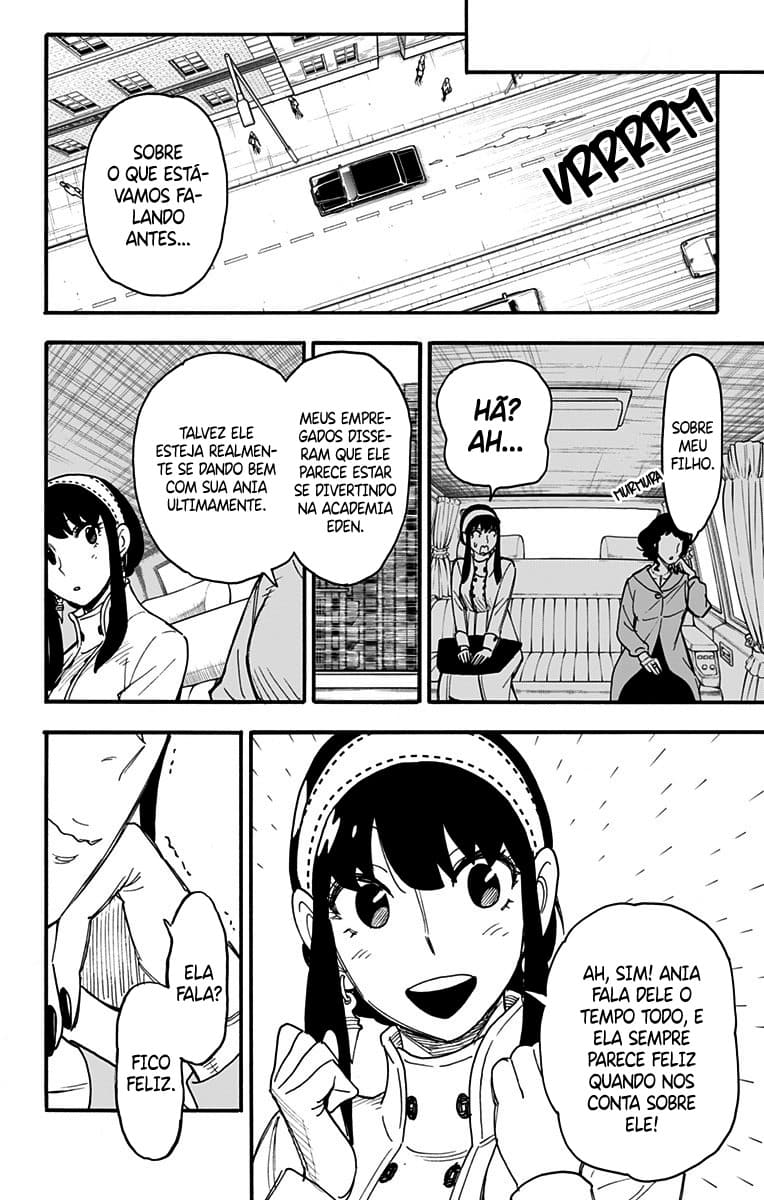 SOBRE
O QUE ESTÁ-
VAMOS FA-
LANDO
ANTES...
VRRRRM
SOBRE
MEU
FILHO.
MURMURA
HÃ?
AH...
MEUS EMPRE-
GADOS DISSE-
RAM QUE ELE
PARECE ESTAR
SE DIVERTINDO
NA ACADEMIA
EDEN.
TALVEZ ELE
ESTEJA REALMEN-
TE SE DANDO BEM
COM SUA ANIA
ULTIMAMENTE.
AH, SIM! ANIA
FALA DELE O
TEMPO TODO, E
ELA SEMPRE
PARECE FELIZ
QUANDO NOS
CONTA SOBRE
ELE!
ELA
FALA?
FICO
FELIZ.